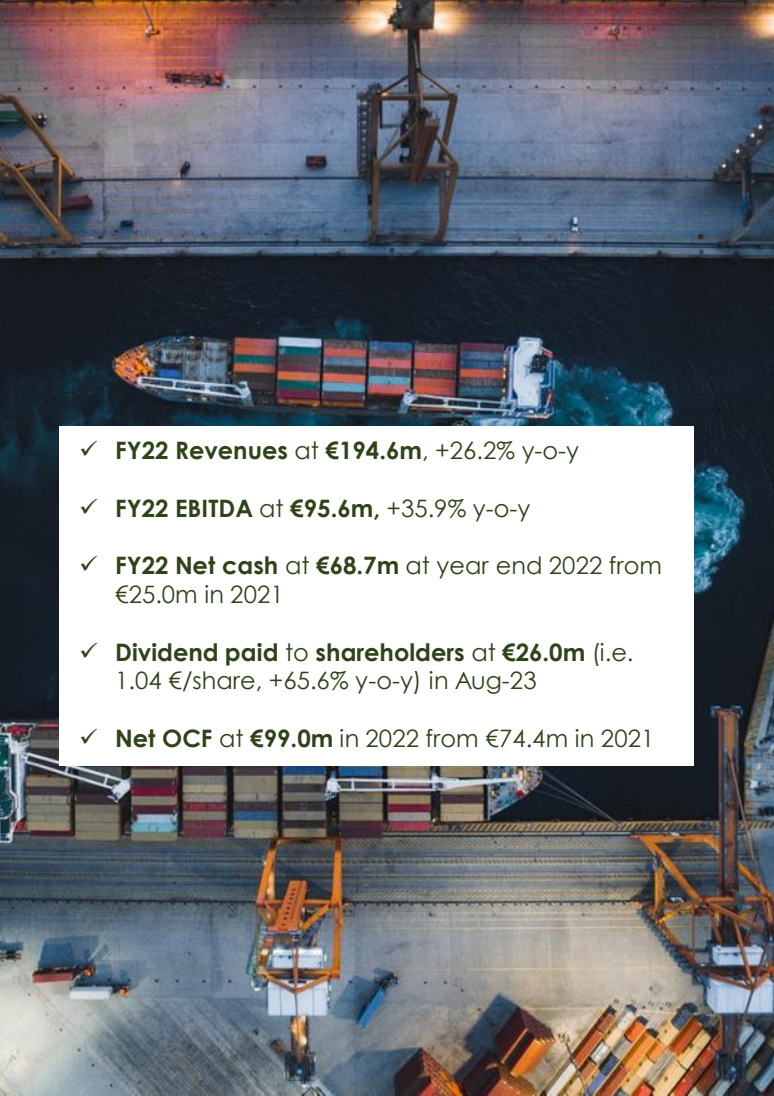 ✓ FY22 Revenues at €194.6m, +26.2% y-o-y
✓ FY22 EBITDA at €95.6m, +35.9% y-o-y
✓ FY22 Net cash at €68.7m at year end 2022 from
€25.0m in 2021
✓ Dividend paid to shareholders at €26.0m (i.e.
1.04 €/share, +65.6% y-o-y) in Aug-23
✓ Net OCF at €99.0m in 2022 from €74.4m in 2021